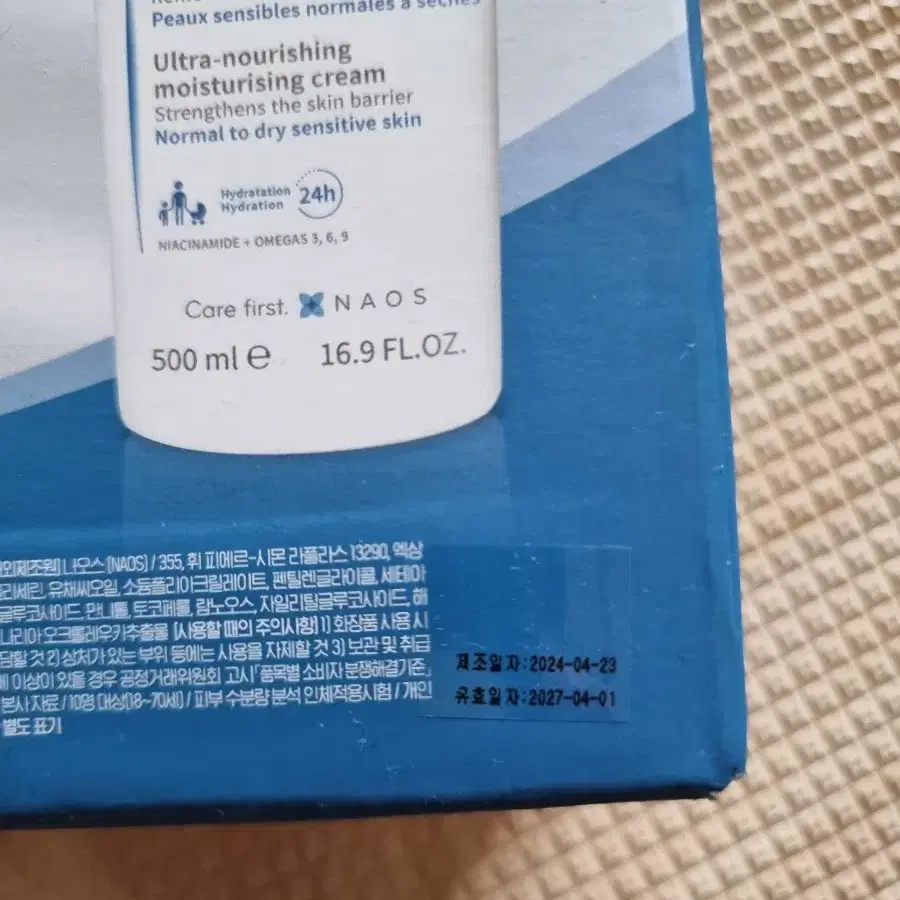 Peaux sensibles normales à sèches
Ultra-nourishing
moisturising cream
Strengthens the skin barrier
Normal to dry sensitive skin
Hydratation
Hydration
24h
NIACINAMIDE + OMEGAS 3, 6, 9
Care first. NAOS
500 ml e 16.9 FL.OZ.
나오스 (NAOS) / 355, 휘 피에르-시몬 라플라스 13290, 엑상
유채씨오일, 소듐폴리아크릴레이트, 펜틸렌글라이콜, 세테아
글루코사이드, 만니톨, 토코페롤, 람노오스, 자일리틸글루코사이드, 해
나리아 오크롤레우카추출물 [사용할 때의 주의사항] 1) 화장품 사용 시
담할 것 2) 상처가 있는 부위 등에는 사용을 자제할 것 3) 보관 및 취급
이상이 있을 경우 공정거래위원회 고시「품목별 소비자 분쟁해결기준」
본사 자료 / 10명 대상(18~70세) / 피부 수분량 분석 인체적용시험 / 개인
별도 표기
제조일자:2024-04-23
유효일자:2027-04-01